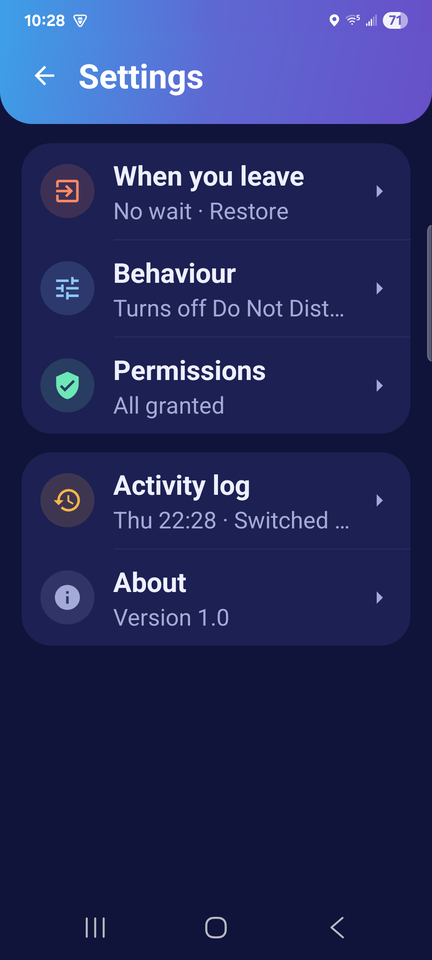 10:28
71
Settings
When you leave
No wait · Restore
Behaviour
Turns off Do Not Dist...
Permissions
All granted
Activity log
Thu 22:28 · Switched ...
About
Version 1.0